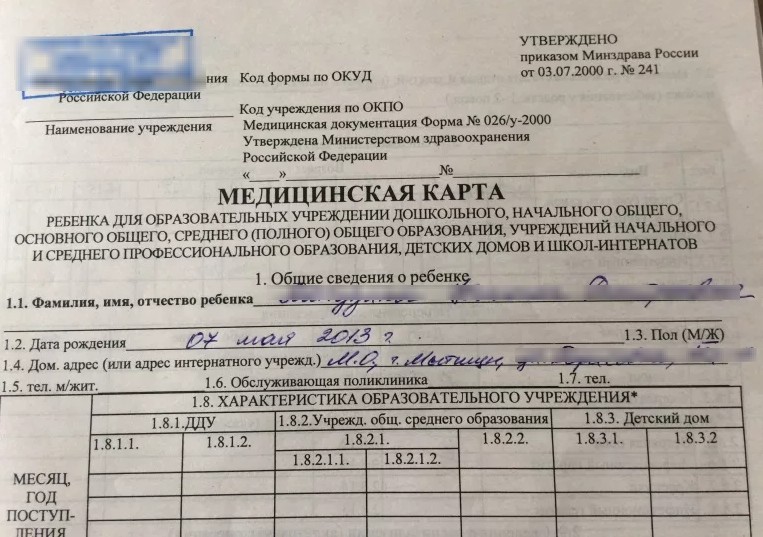 УТВЕРЖДЕНО
приказом Минздрава России
от 03.07.2000 г. № 241
ния Код формы по ОКУД
Российской Федерации
Код учреждения по ОКПО
Наименование учреждения
Медицинская документация Форма № 026/у-2000
Утверждена Министерством здравоохранения
Российской Федерации
« » №
МЕДИЦИНСКАЯ КАРТА
РЕБЕНКА ДЛЯ ОБРАЗОВАТЕЛЬНЫХ УЧРЕЖДЕНИИ ДОШКОЛЬНОГО, НАЧАЛЬНОГО ОБЩЕГО,
ОСНОВНОГО ОБЩЕГО, СРЕДНЕГО (ПОЛНОГО) ОБЩЕГО ОБРАЗОВАНИЯ, УЧРЕЖДЕНИЙ НАЧАЛЬНОГО
И СРЕДНЕГО ПРОФЕССИОНАЛЬНОГО ОБРАЗОВАНИЯ, ДЕТСКИХ ДОМОВ И ШКОЛ-ИНТЕРНАТОВ
1. Общие сведения о ребенке
1.1. Фамилия, имя, отчество ребенка
1.2. Дата рождения 07 мая 2013 г. 1.3. Пол (М/Ж)
1.4. Дом. адрес (или адрес интернатного учрежд.) М.О, г. Мытищи,
1.5. тел. м/жит. 1.6. Обслуживающая поликлиника 1.7. тел.
1.8. ХАРАКТЕРИСТИКА ОБРАЗОВАТЕЛЬНОГО УЧРЕЖДЕНИЯ*
1.8.1.ДДУ 1.8.2.Учрежд. общ. среднего образования 1.8.3. Детский дом
1.8.1.1. 1.8.1.2. 1.8.2.1. 1.8.2.2. 1.8.3.1. 1.8.3.2
1.8.2.1.1. 1.8.2.1.2.
МЕСЯЦ,
ГОД
ПОСТУП-
ЛЕНИЯ